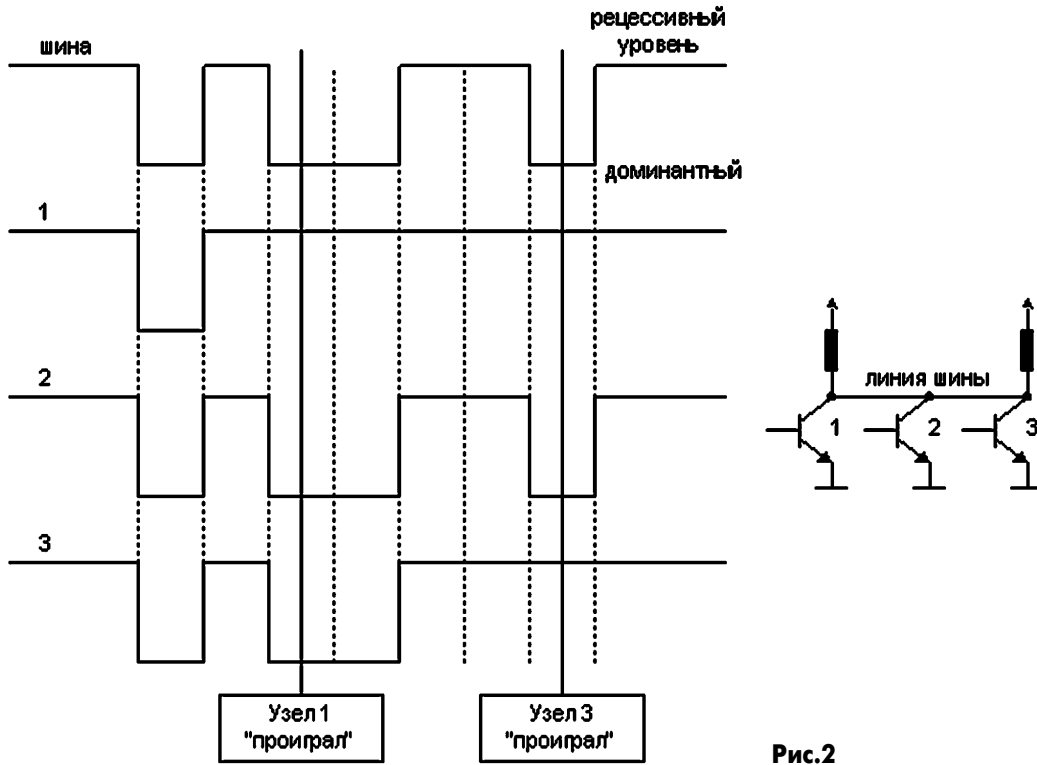 рецессивный
уровень
шина
доминантный
1
2
линия шины
1
2
3
3
Узел 1
"проиграл"
Узел 3
"проиграл"
Рис.2